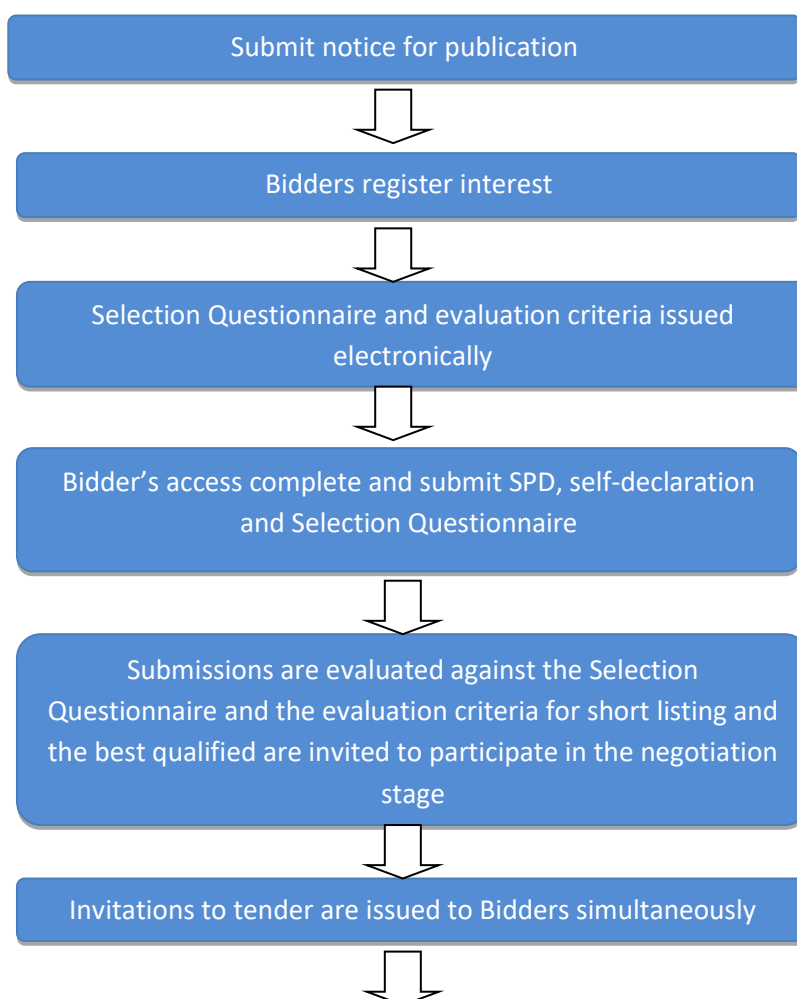 Submit notice for publication
Bidders register interest
Selection Questionnaire and evaluation criteria issued
electronically
Bidder’s access complete and submit SPD, self-declaration
and Selection Questionnaire
Submissions are evaluated against the Selection
Questionnaire and the evaluation criteria for short listing and
the best qualified are invited to participate in the negotiation
stage
Invitations to tender are issued to Bidders simultaneously